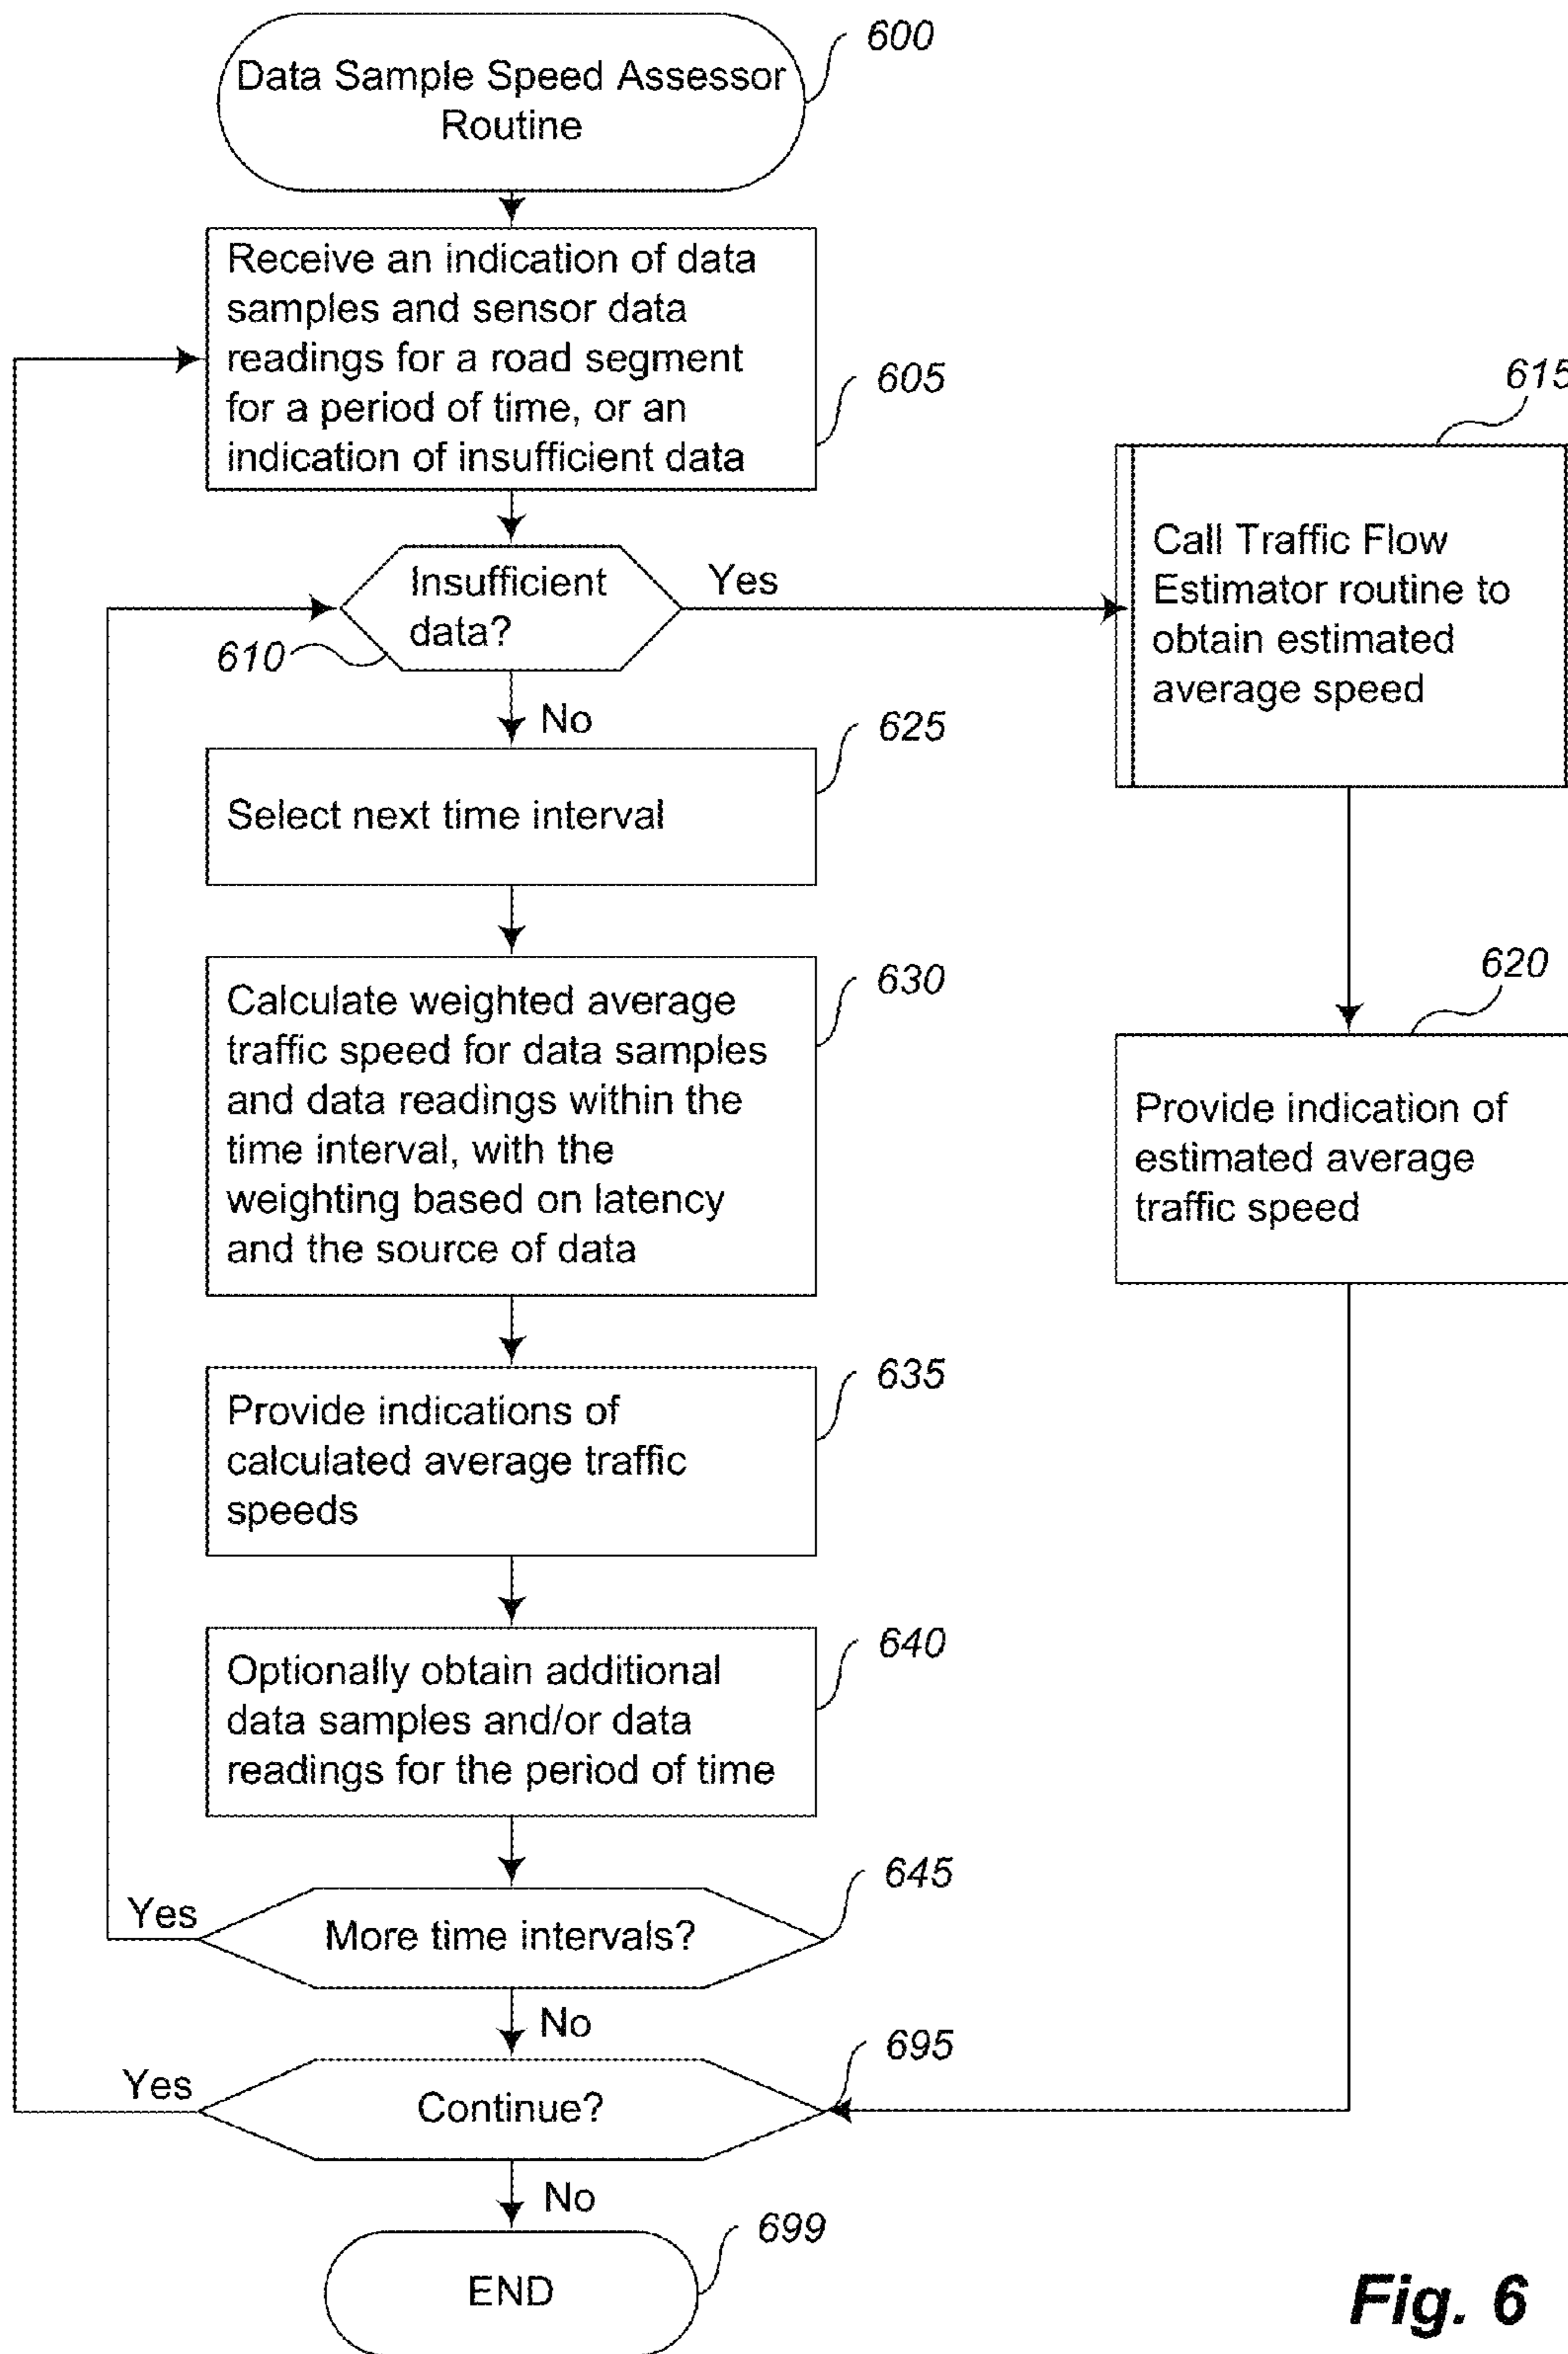 Data Sample Speed Assessor
Routine
600
Receive an indication of data
samples and sensor data
readings for a road segment
for a period of time, or an
indication of insufficient data
605
Insufficient
data?
610
Yes
No
615
Call Traffic Flow
Estimator routine to
obtain estimated
average speed
620
Provide indication of
estimated average
traffic speed
625
Select next time interval
630
Calculate weighted average
traffic speed for data samples
and data readings within the
time interval, with the
weighting based on latency
and the source of data
635
Provide indications of
calculated average traffic
speeds
640
Optionally obtain additional
data samples and/or data
readings for the period of time
645
More time intervals?
Yes
No
695
Continue?
Yes
No
699
END
Fig. 6